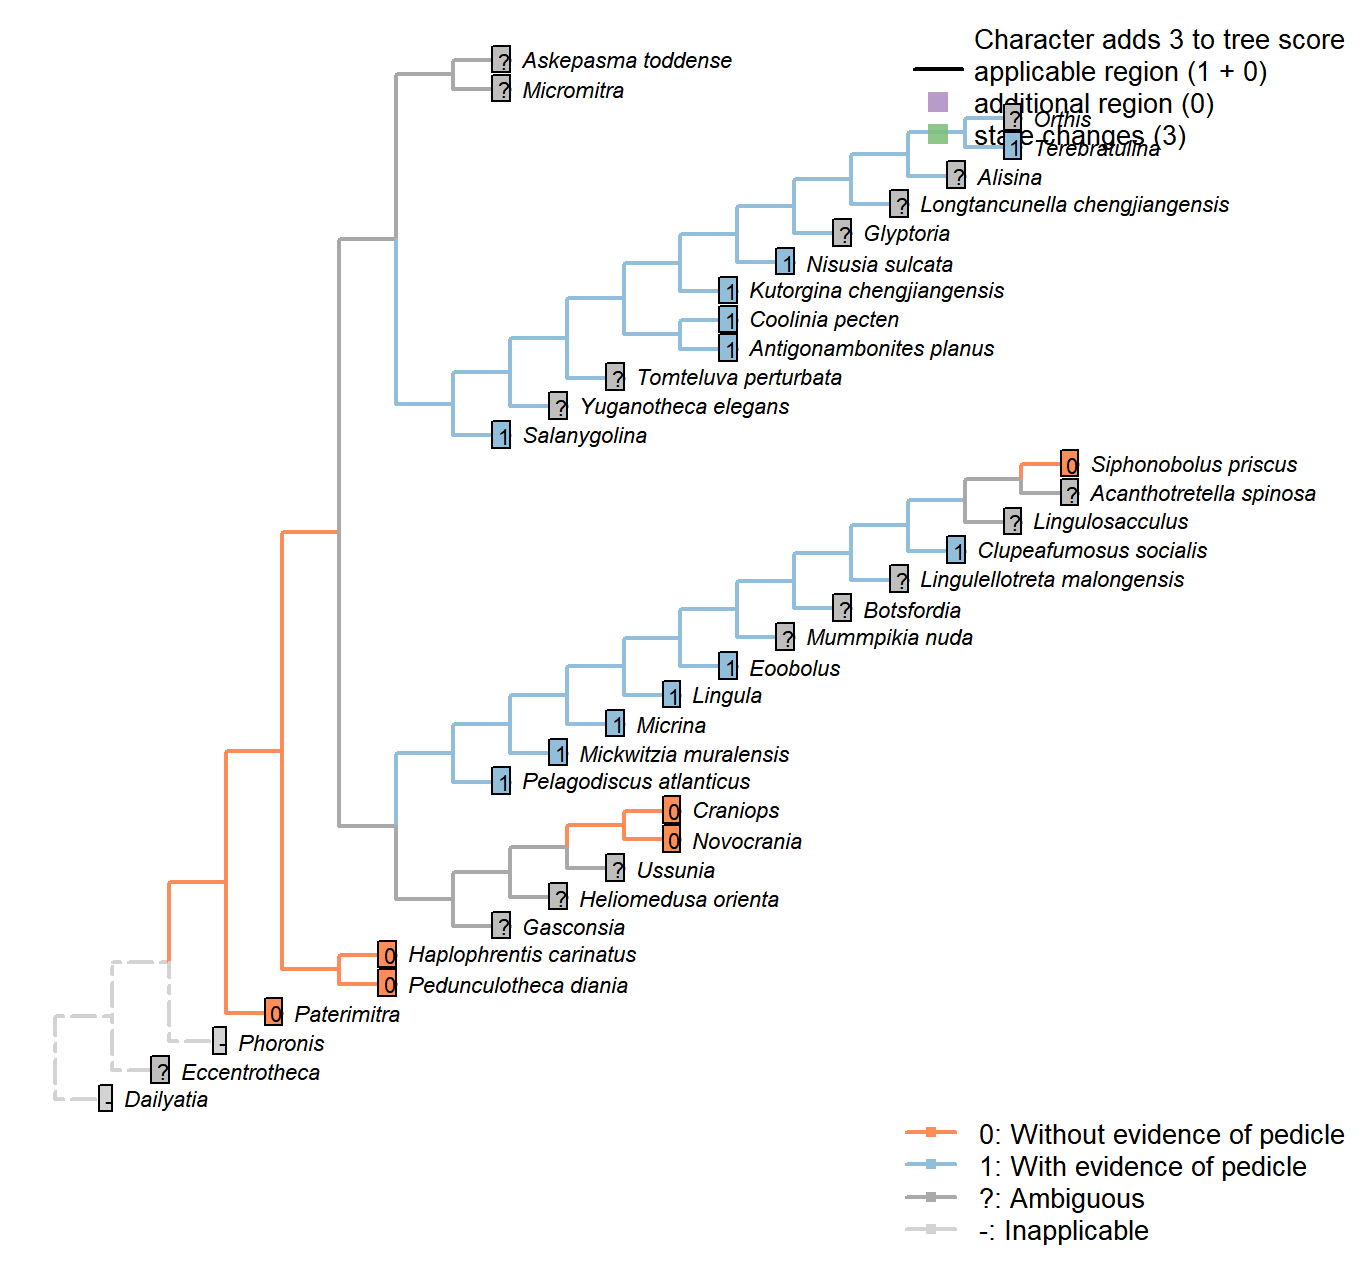 Character adds 3 to tree score
applicable region (1 + 0)
additional region (0)
state changes (3)
? Askepasma toddense
? Micromitra
? Orthis
1 Terebratulina
? Alisina
? Longtancunella chengjiangensis
? Glyptoria
1 Nisusia sulcata
1 Kutorgina chengjiangensis
1 Coolinia pecten
1 Antigonambonites planus
? Tomteluva perturbata
? Yuganotheca elegans
1 Salanygolina
0 Siphonobolus priscus
? Acanthotretella spinosa
? Lingulosacculus
1 Clupeafumosus socialis
? Lingulellotreta malongensis
? Botsfordia
? Mummpikia nuda
1 Eoobolus
1 Lingula
1 Micrina
1 Mickwitzia muralensis
1 Pelagodiscus atlanticus
0 Craniops
0 Novocrania
? Ussunia
? Heliomedusa orienta
? Gasconsia
0 Haplophrentis carinatus
0 Pedunculotheca diania
0 Paterimitra
- Phoronis
? Eccentrotheca
- Dailyatia
0: Without evidence of pedicle
1: With evidence of pedicle
?: Ambiguous
-: Inapplicable